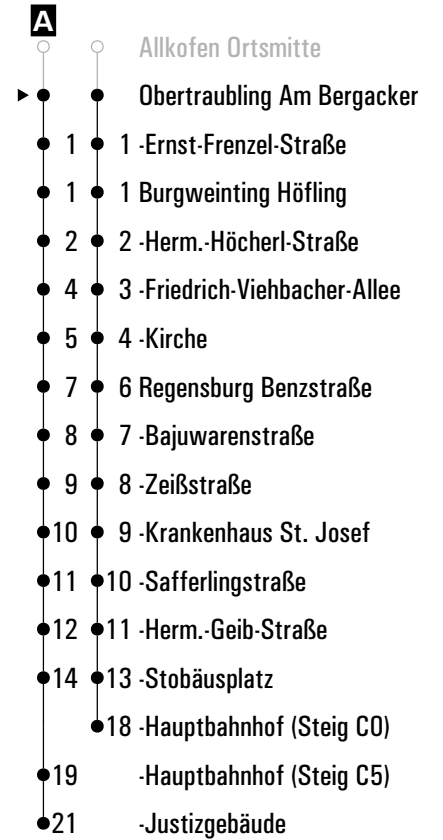 A
Allkofen Ortsmitte
Obertraubling Am Bergacker
1 1 -Ernst-Frenzel-Straße
1 1 Burgweinting Höfling
2 2 -Herm.-Höcherl-Straße
4 3 -Friedrich-Viehbacher-Allee
5 4 -Kirche
7 6 Regensburg Benzstraße
8 7 -Bajuwarenstraße
9 8 -Zeißstraße
10 9 -Krankenhaus St. Josef
11 10 -Safferlingstraße
12 11 -Herm.-Geib-Straße
14 13 -Stobäusplatz
18 -Hauptbahnhof (Steig C0)
19 -Hauptbahnhof (Steig C5)
21 -Justizgebäude